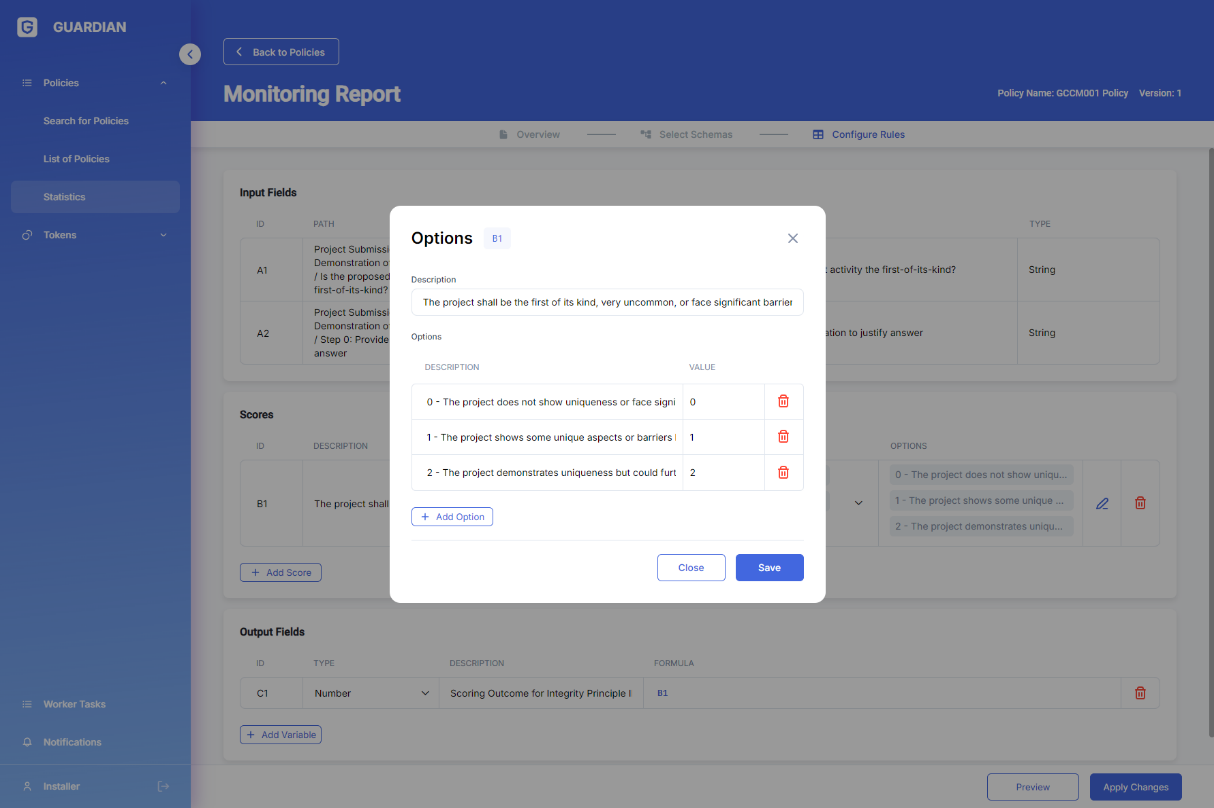 GUARDIAN
Policies
Search for Policies
List of Policies
Statistics
Tokens
Worker Tasks
Notifications
Installer
Back to Policies
Monitoring Report
Policy Name: GCCM001 Policy Version: 1
Overview
Select Schemas
Configure Rules
Input Fields
ID PATH TYPE
A1
Project Submissi
Demonstration of
/ Is the proposed
first-of-its-kind?
t activity the first-of-its-kind?
String
A2
Project Submissi
Demonstration of
/ Step 0: Provide
answer
ation to justify answer
String
Scores
ID DESCRIPTION OPTIONS
B1
The project shall
0 - The project does not show uniqu...
1 - The project shows some unique ...
2 - The project demonstrates uniqu...
+ Add Score
Options B1
Description
The project shall be the first of its kind, very uncommon, or face significant barrier
Options
DESCRIPTION VALUE
0 - The project does not show uniqueness or face signi 0
1 - The project shows some unique aspects or barriers 1
2 - The project demonstrates uniqueness but could furt 2
+ Add Option
Close
Save
Output Fields
ID TYPE DESCRIPTION FORMULA
C1 Number Scoring Outcome for Integrity Principle B1
+ Add Variable
Preview
Apply Changes